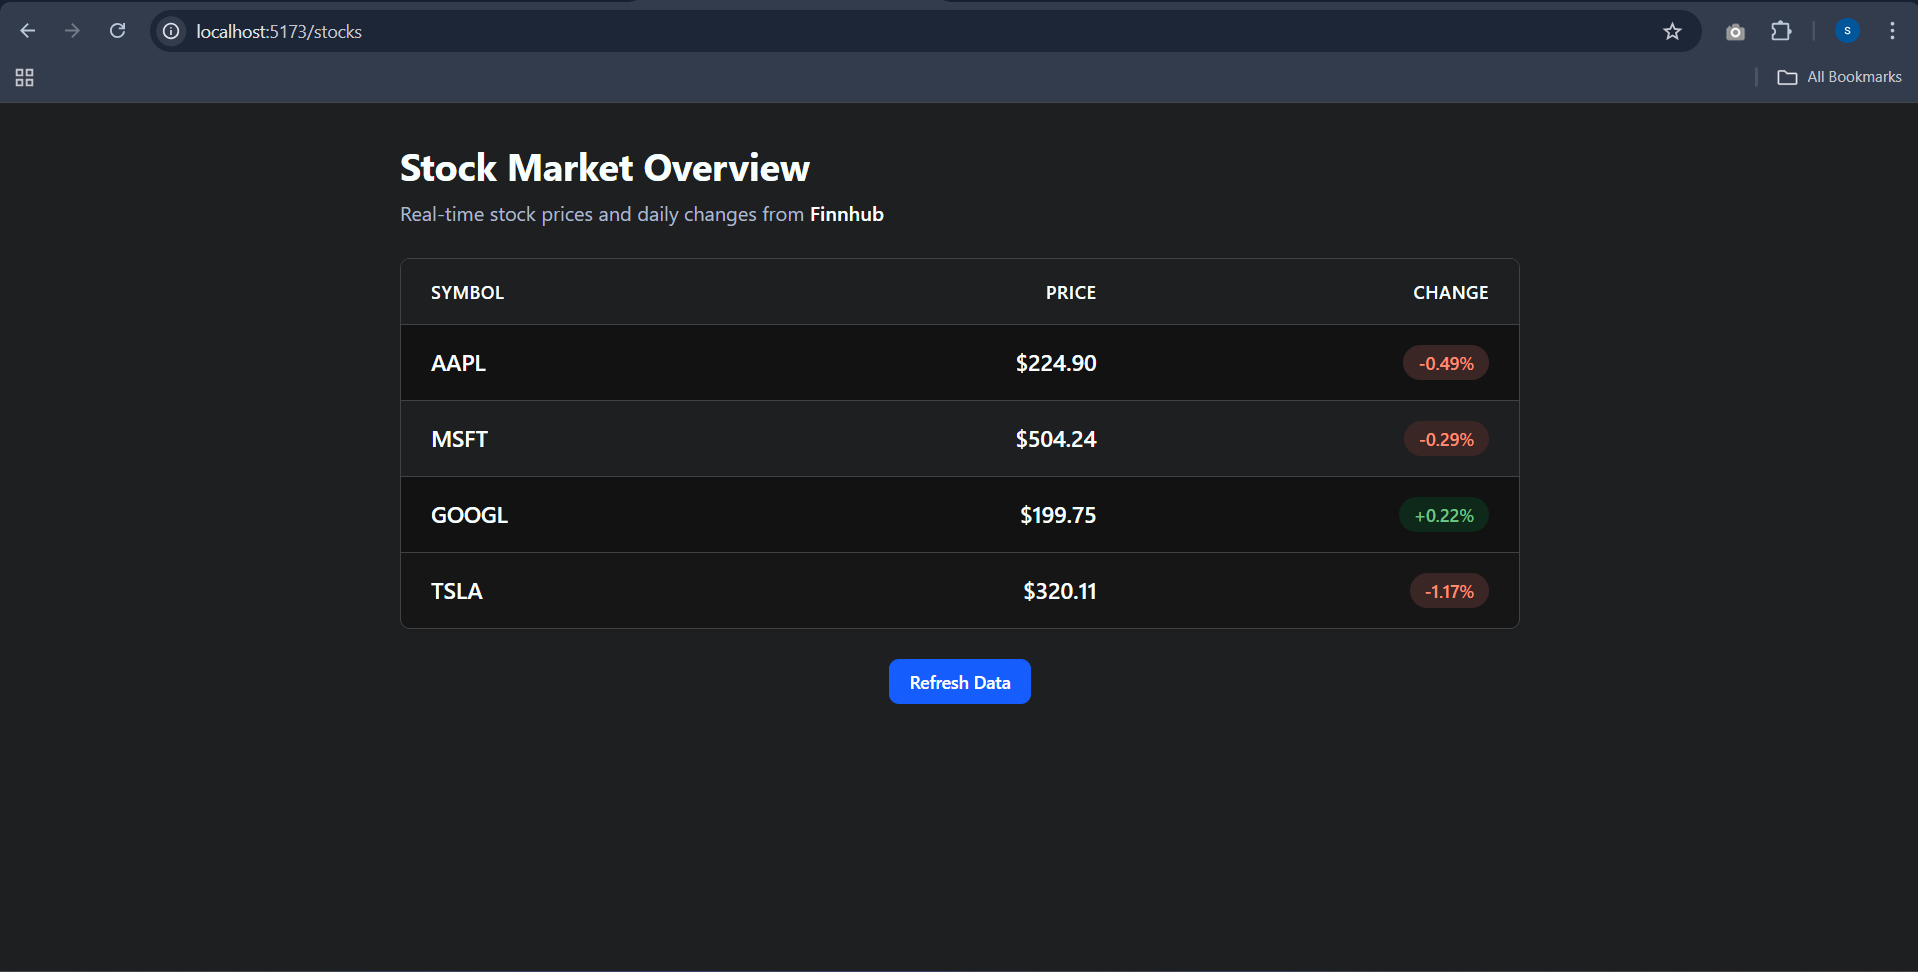 localhost:5173/stocks
S
All Bookmarks
Stock Market Overview
Real-time stock prices and daily changes from Finnhub
SYMBOL PRICE CHANGE
AAPL $224.90 -0.49%
MSFT $504.24 -0.29%
GOOGL $199.75 +0.22%
TSLA $320.11 -1.17%
Refresh Data